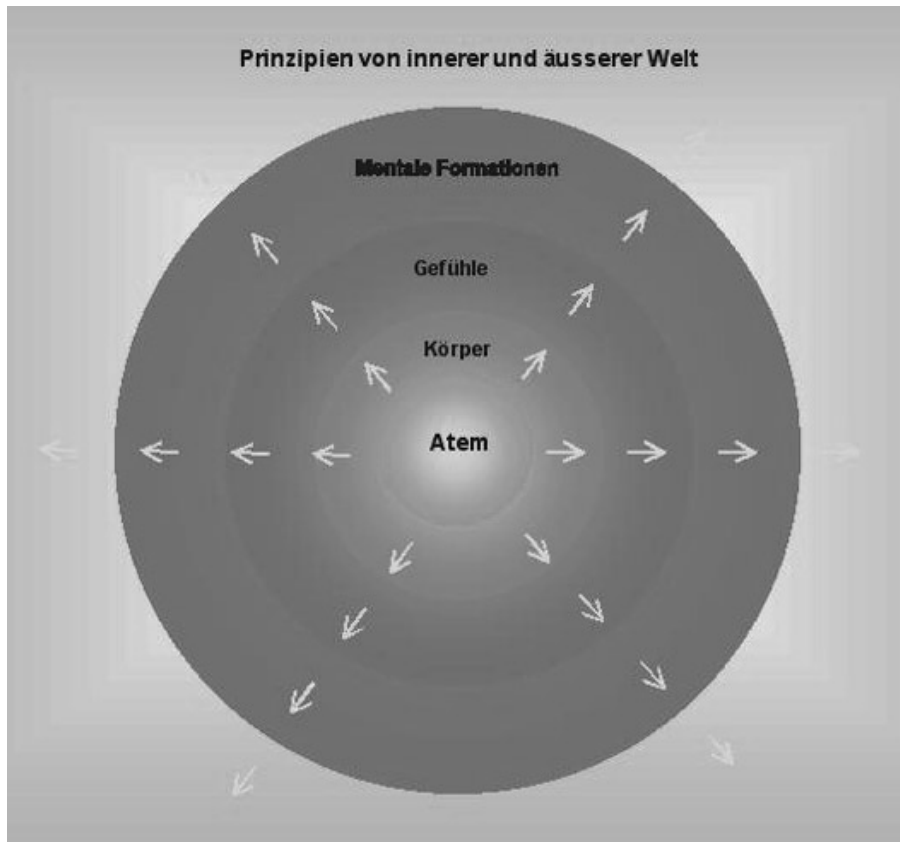 Prinzipien von innerer und äusserer Welt
Mentale Formationen
Gefühle
Körper
Atem